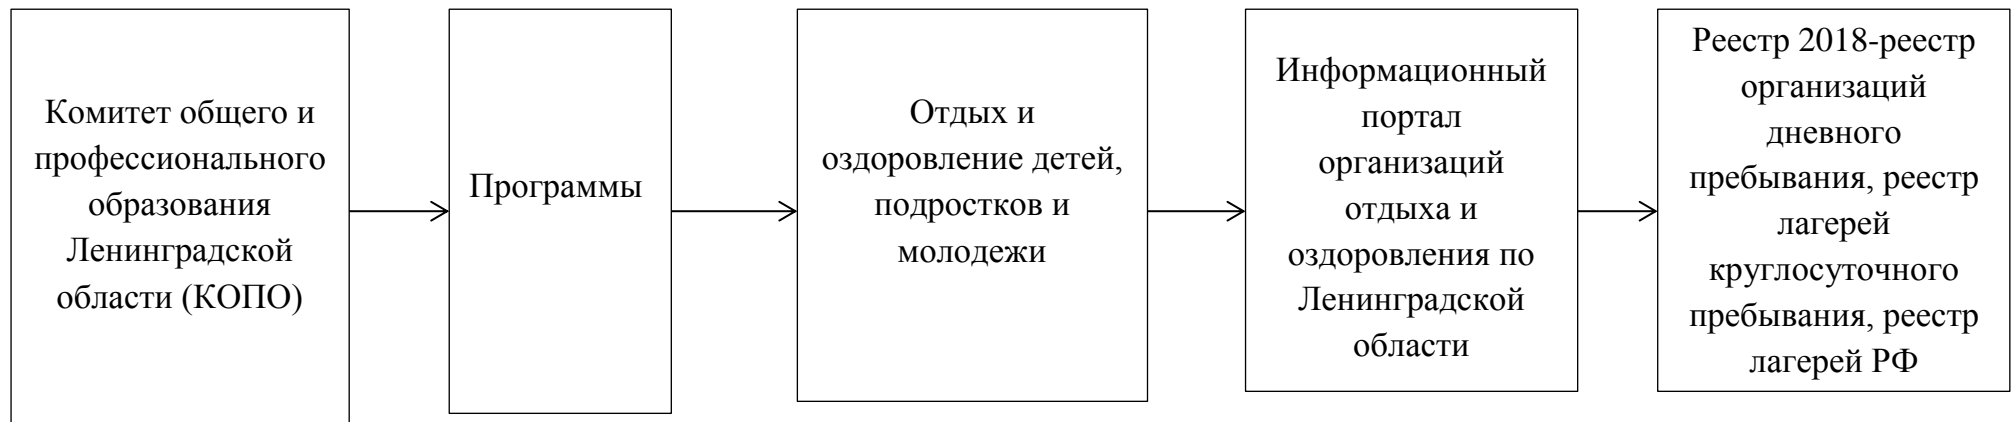 Комитет общего и
профессионального
образования
Ленинградской
области (КОПО)
Программы
Отдых и
оздоровление детей,
подростков и
молодежи
Информационный
портал
организаций
отдыха и
оздоровления по
Ленинградской
области
Реестр 2018-реестр
организаций
дневного
пребывания, реестр
лагерей
круглосуточного
пребывания, реестр
лагерей РФ